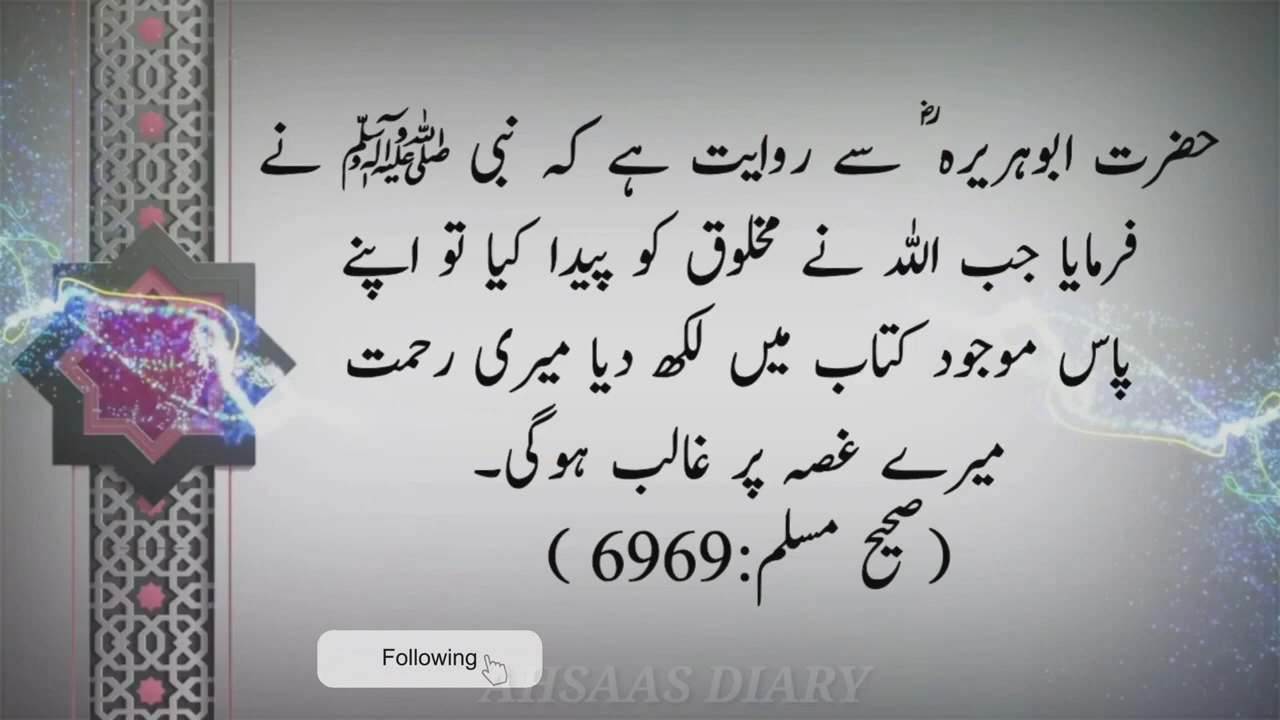 حضرت ابوہریرہؓ سے روایت ہے کہ نبی ﷺ نے
فرمایا جب اللہ نے مخلوق کو پیدا کیا تو اپنے
پاس موجود کتاب میں لکھ دیا میری رحمت
میرے غصہ پر غالب ہوگی۔
(صحیح مسلم:6969 )
Following
AHSAAS DIARY